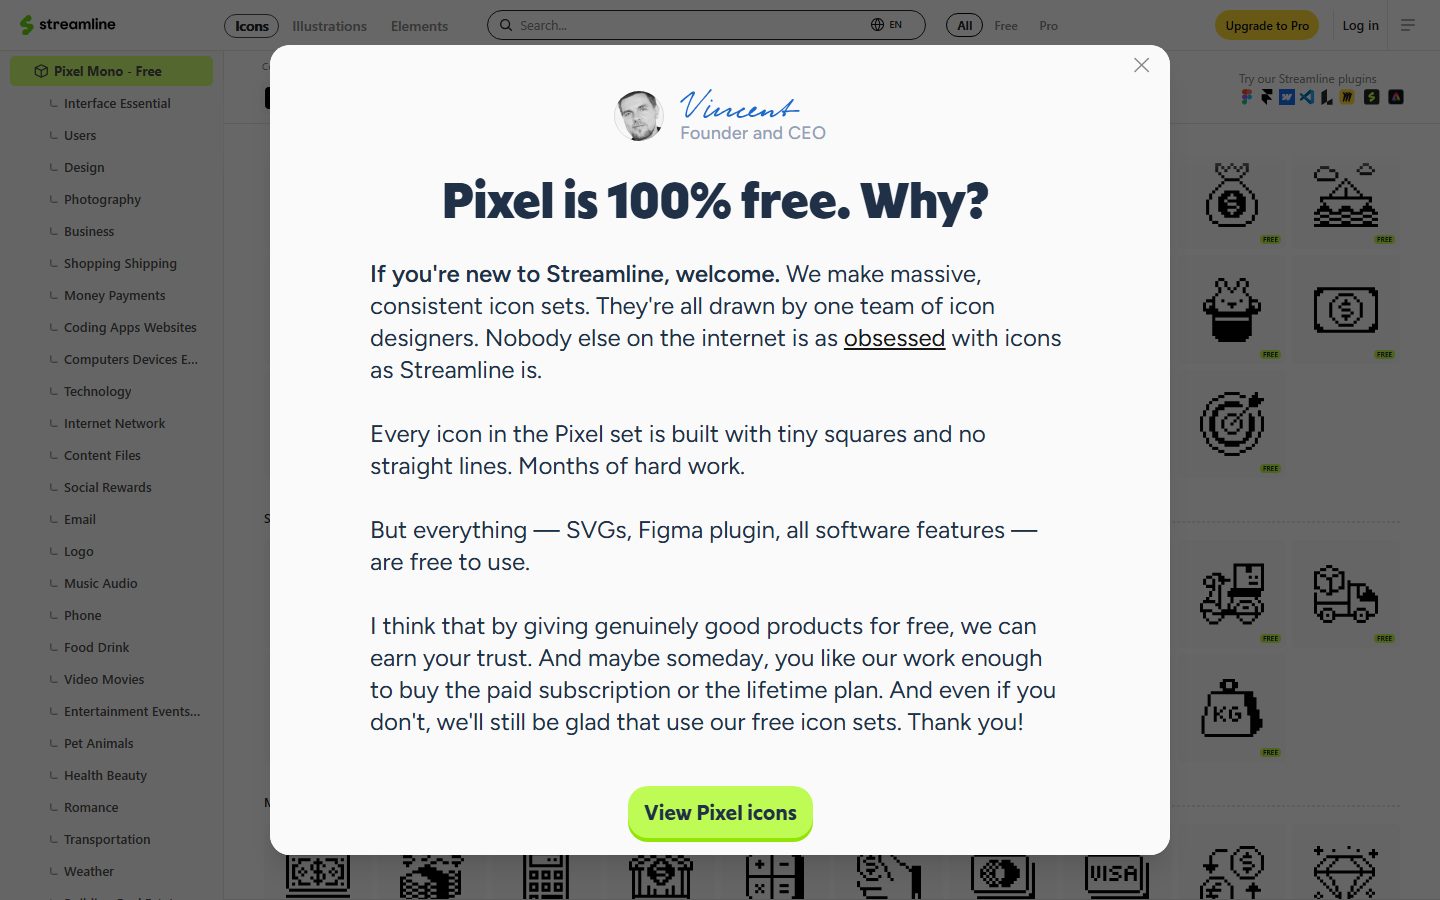 streamline
Icons
Illustrations
Elements
Search...
EN
All
Free
Pro
Upgrade to Pro
Log in
Pixel Mono - Free
Interface Essential
Users
Design
Photography
Business
Shopping Shipping
Money Payments
Coding Apps Websites
Computers Devices E...
Technology
Internet Network
Content Files
Social Rewards
Email
Logo
Music Audio
Phone
Food Drink
Video Movies
Entertainment Events...
Pet Animals
Health Beauty
Romance
Transportation
Weather
Try our Streamline plugins
Vincent
Founder and CEO
Pixel is 100% free. Why?
If you're new to Streamline, welcome. We make massive,
consistent icon sets. They're all drawn by one team of icon
designers. Nobody else on the internet is as obsessed with icons
as Streamline is.
Every icon in the Pixel set is built with tiny squares and no
straight lines. Months of hard work.
But everything — SVGs, Figma plugin, all software features —
are free to use.
I think that by giving genuinely good products for free, we can
earn your trust. And maybe someday, you like our work enough
to buy the paid subscription or the lifetime plan. And even if you
don't, we'll still be glad that use our free icon sets. Thank you!
View Pixel icons
FREE
FREE
FREE
FREE
FREE
FREE
FREE
KG
FREE
VISA